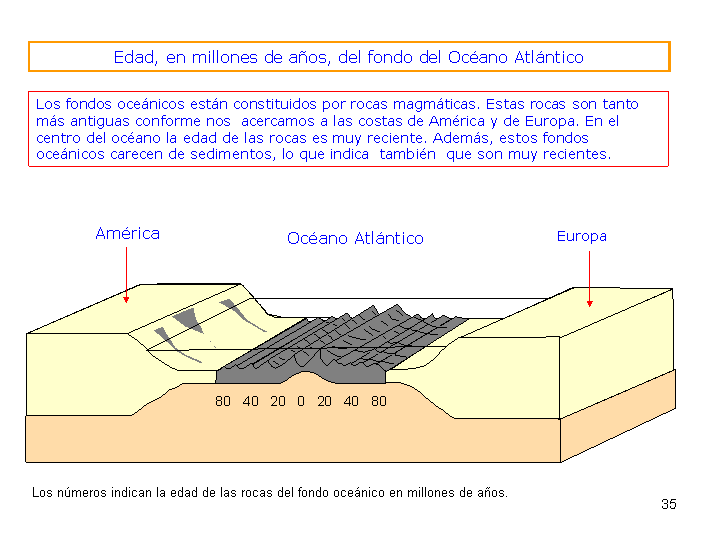 Edad, en millones de años, del fondo del Océano Atlántico
Los fondos oceánicos están constituidos por rocas magmáticas. Estas rocas son tanto
más antiguas conforme nos acercamos a las costas de América y de Europa. En el
centro del océano la edad de las rocas es muy reciente. Además, estos fondos
oceánicos carecen de sedimentos, lo que indica también que son muy recientes.
América
Océano Atlántico
Europa
80 40 20 0 20 40 80
Los números indican la edad de las rocas del fondo oceánico en millones de años.
35